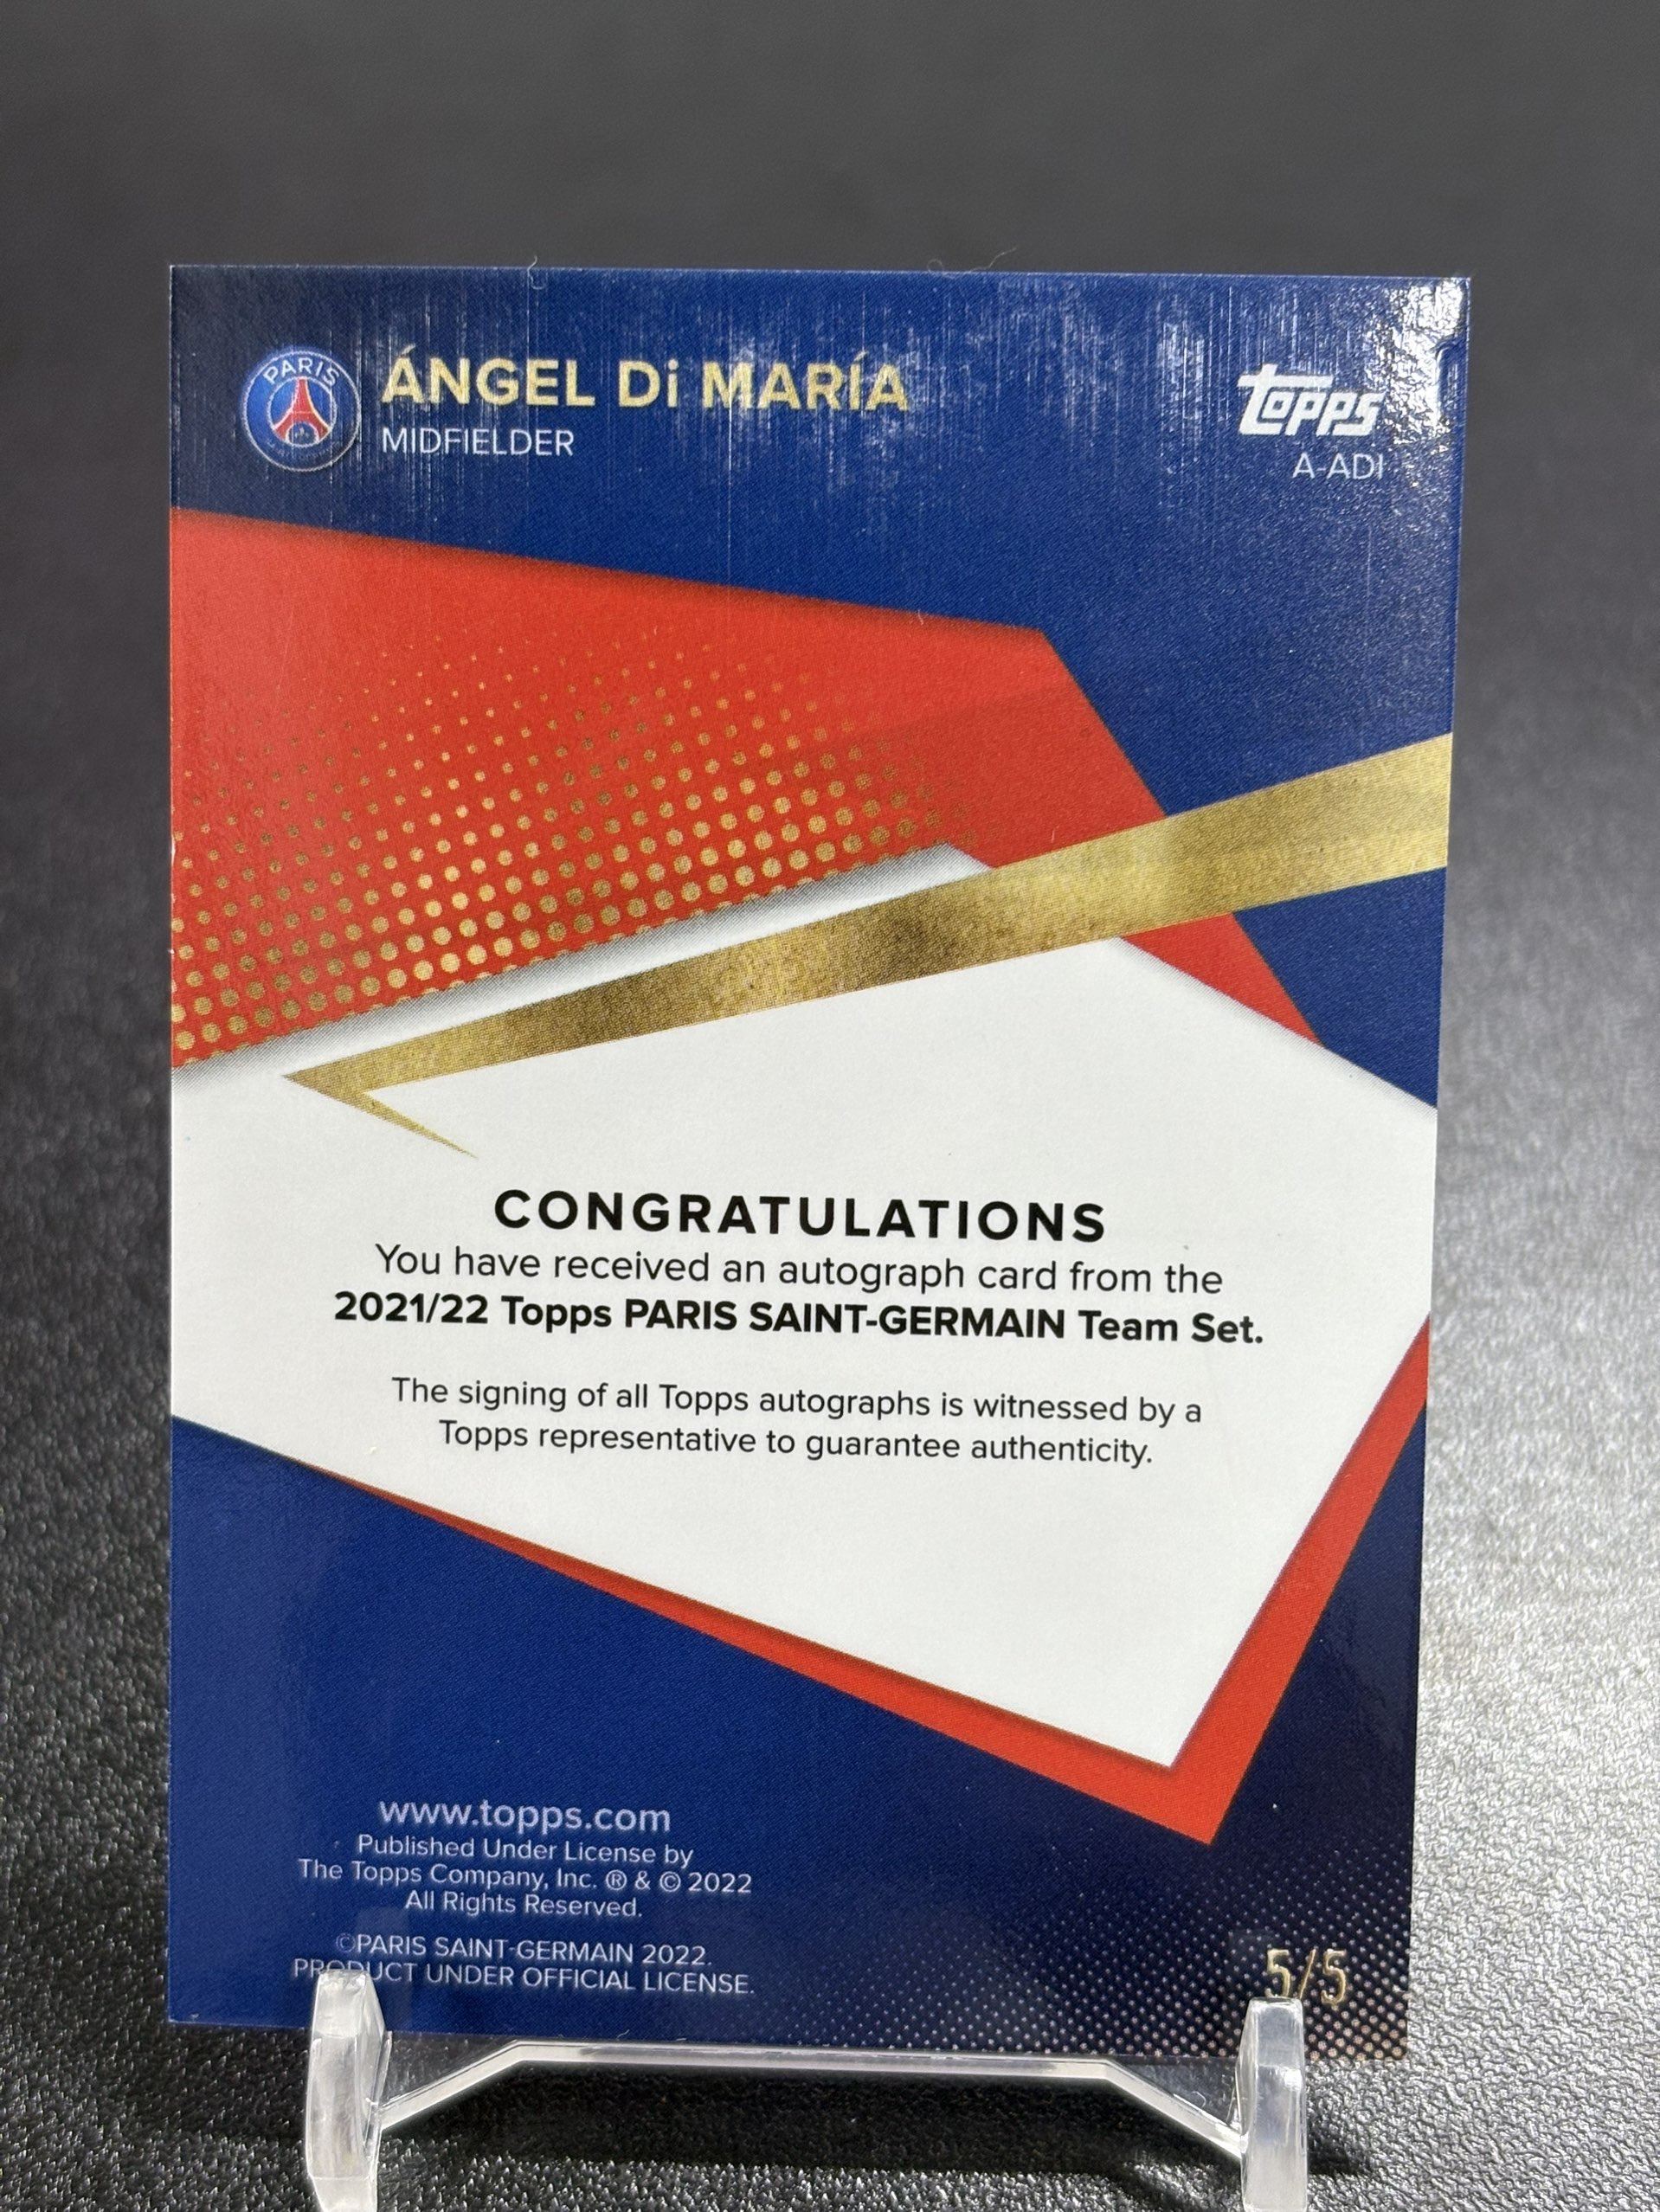 PARIS
ÁNGEL Di MARÍA
MIDFIELDER
Topps
A-ADI
CONGRATULATIONS
You have received an autograph card from the
2021/22 Topps PARIS SAINT-GERMAIN Team Set.
The signing of all Topps autographs is witnessed by a
Topps representative to guarantee authenticity.
www.topps.com
Published Under License by
The Topps Company, Inc. ® & © 2022
All Rights Reserved.
©PARIS SAINT-GERMAIN 2022.
PRODUCT UNDER OFFICIAL LICENSE.
5/5